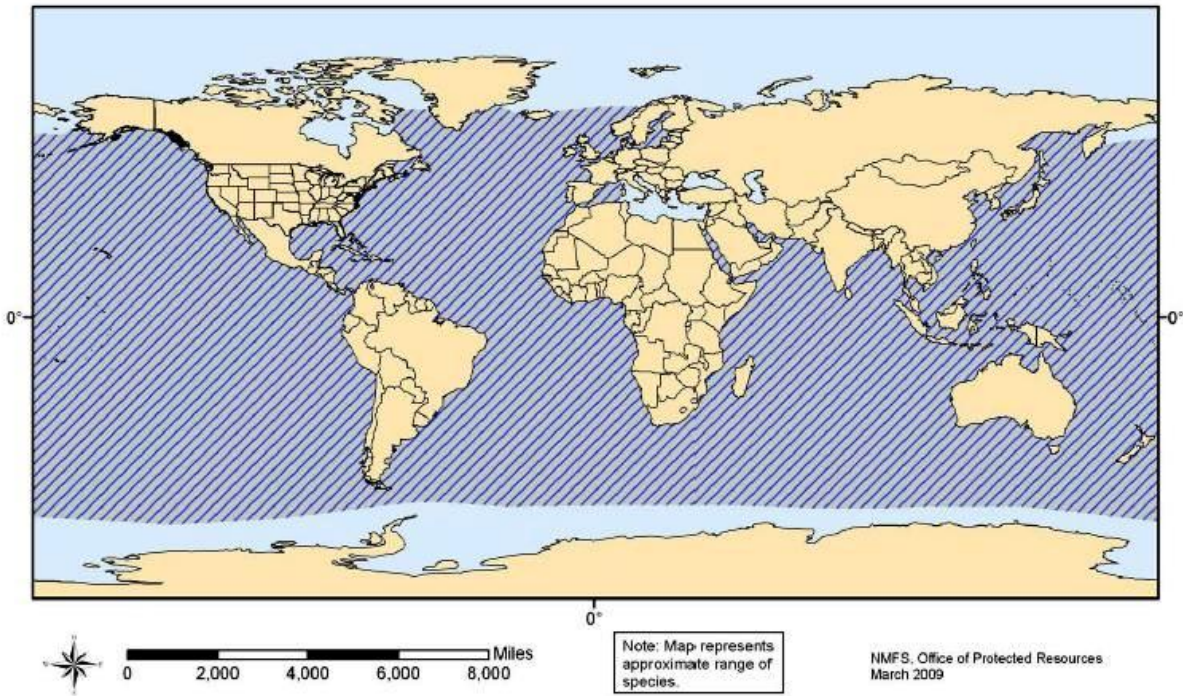 0°
0°
0°
Miles
0 2,000 4,000 6,000 8,000
Note: Map represents
approximate range of
species.
NMFS, Office of Protected Resources
March 2009